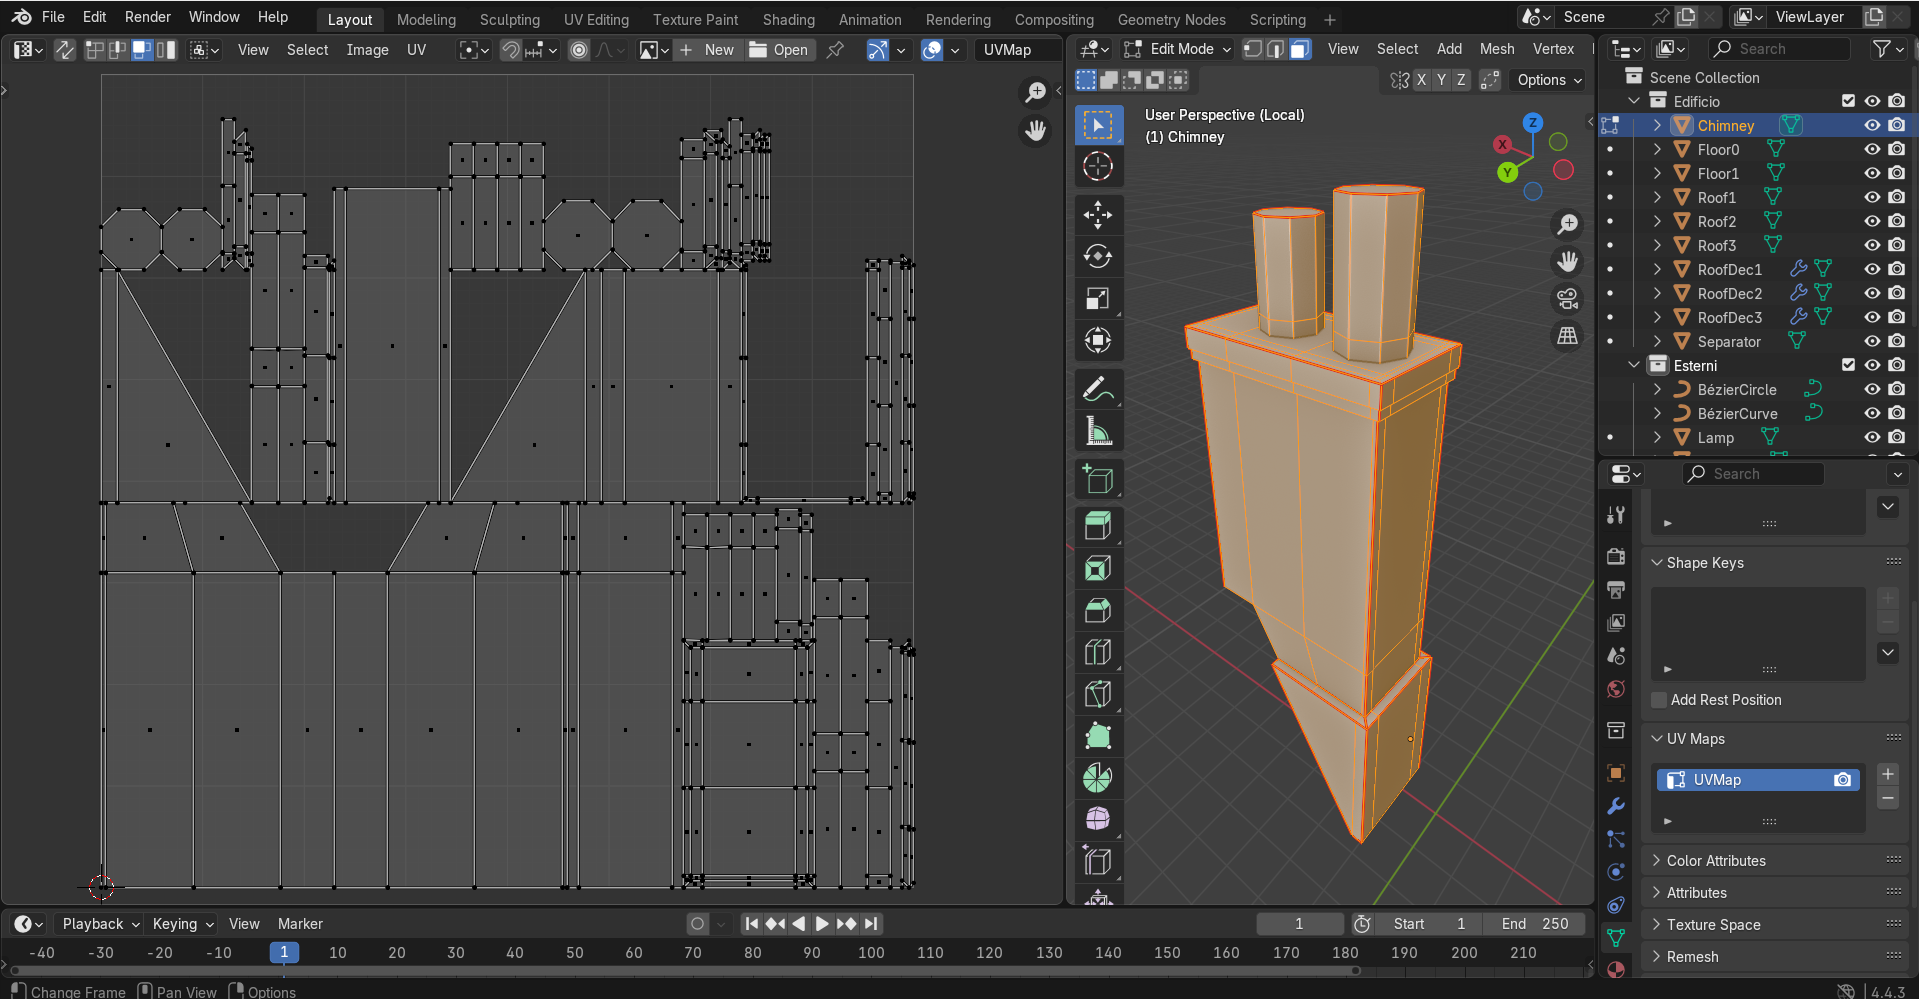 File Edit Render Window Help Layout Modeling Sculpting UV Editing Texture Paint Shading Animation Rendering Compositing Geometry Nodes Scripting + Scene ViewLayer
View Select Image UV New Open UVMap Edit Mode View Select Add Mesh Vertex Search
X Y Z Options
Scene Collection
Edificio
Chimney
Floor0
Floor1
Roof1
Roof2
Roof3
RoofDec1
RoofDec2
RoofDec3
Separator
Esterni
BézierCircle
BézierCurve
Lamp
User Perspective (Local)
(1) Chimney
Z
X
Y
Search
Shape Keys
Add Rest Position
UV Maps
UVMap
Color Attributes
Attributes
Texture Space
Remesh
Playback Keying View Marker 1 Start 1 End 250
-40 -30 -20 -10 1 10 20 30 40 50 60 70 80 90 100 110 120 130 140 150 160 170 180 190 200 210
Change Frame Pan View Options 4.4.3